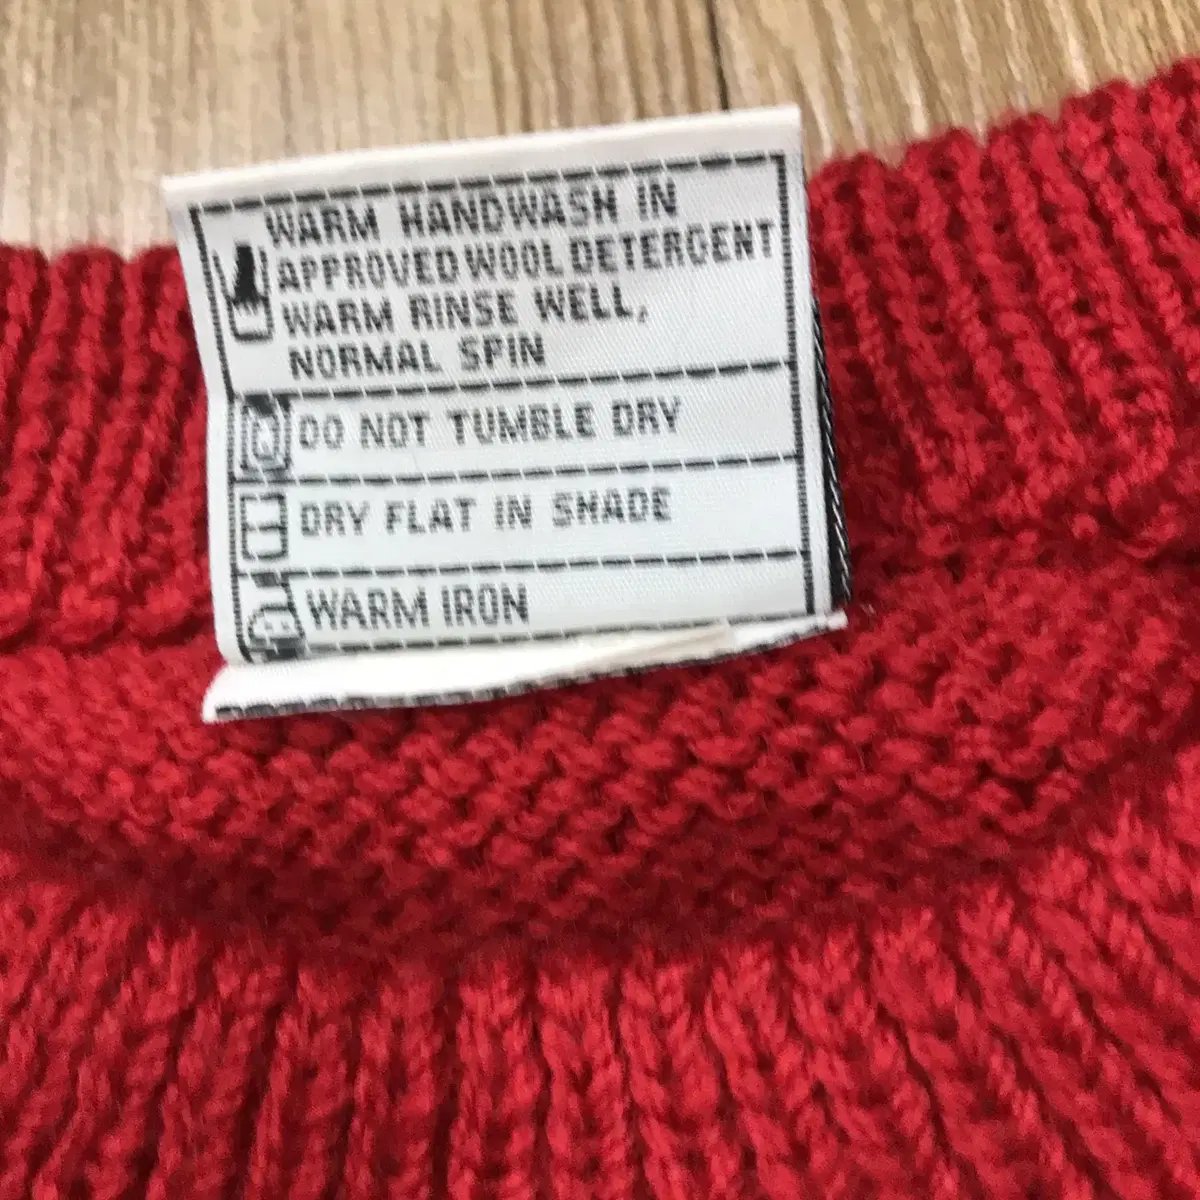 WARM HANDWASH IN
APPROVED WOOL DETERGENT
WARM RINSE WELL,
NORMAL SPIN
DO NOT TUMBLE DRY
DRY FLAT IN SHADE
WARM IRON